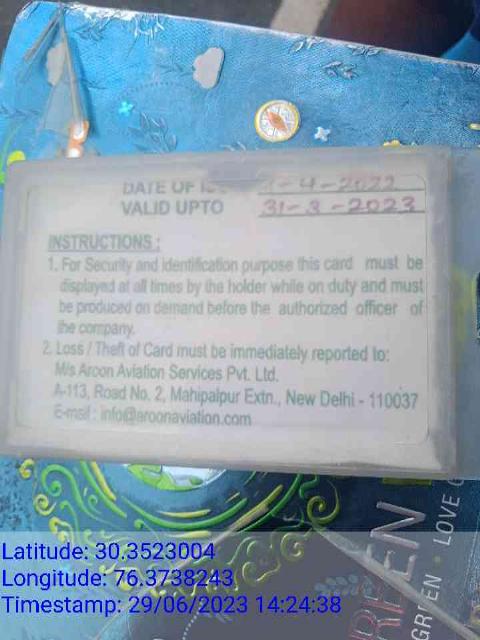 DATE OF
-4-2022
VALID UPTO 31-3-2023
INSTRUCTIONS :
1. For Security and Identification purpose this card must be
displayed at all times by the holder while on duty and must
be produced on demand before the authorized officer of
the company.
2. Loss / Theft of Card must be immediately reported to:
M/s Aroon Aviation Services Pvt. Ltd.
A-113, Road No. 2, Mahipalpur Extn., New Delhi - 110037
E-mail : info@aroonaviation.com
LOVE
Latitude: 30.3523004
Longitude: 76.3738243
Timestamp: 29/06/2023 14:24:38